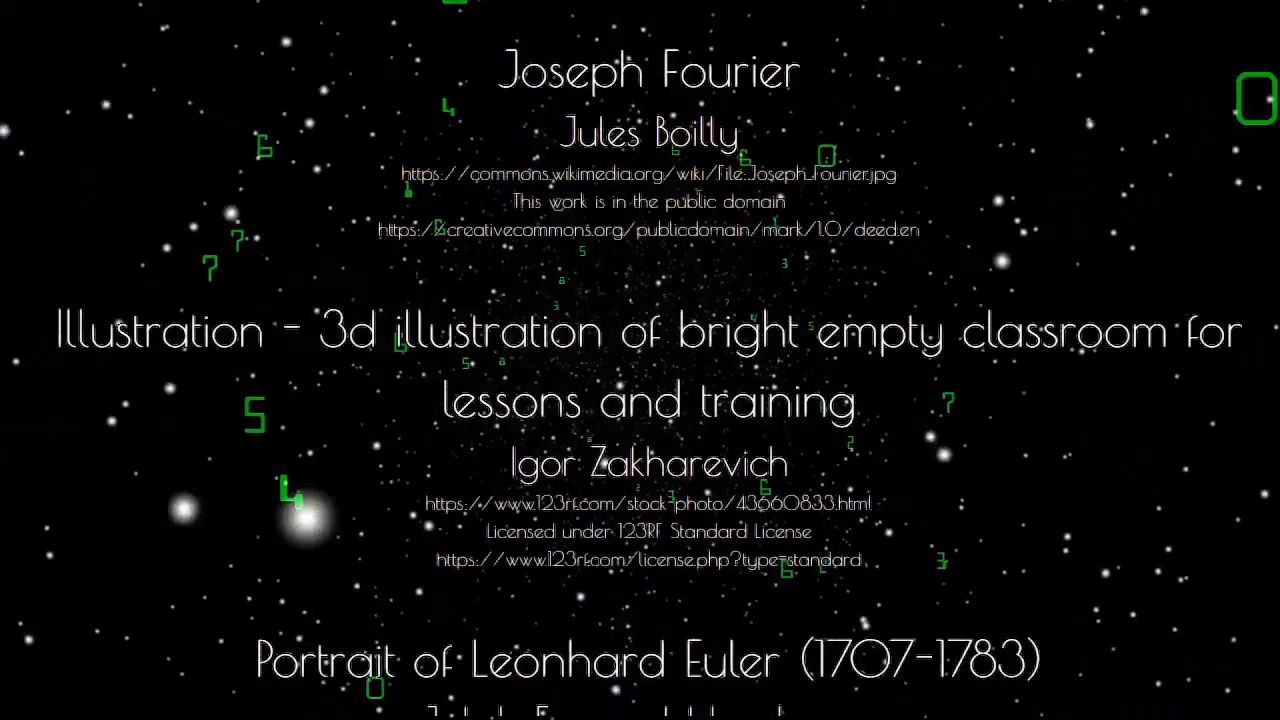 Joseph Fourier
Jules Boilly
https://commons.wikimedia.org/wiki/File:Joseph_Fourier.jpg
This work is in the public domain
https://creativecommons.org/publicdomain/mark/1.0/deed.en
Illustration - 3d illustration of bright empty classroom for
lessons and training
Igor Zakharevich
https://www.123rf.com/stock-photo/43660833.html
Licensed under 123RF Standard License
https://www.123rf.com/license.php?type=standard
Portrait of Leonhard Euler (1707-1783)